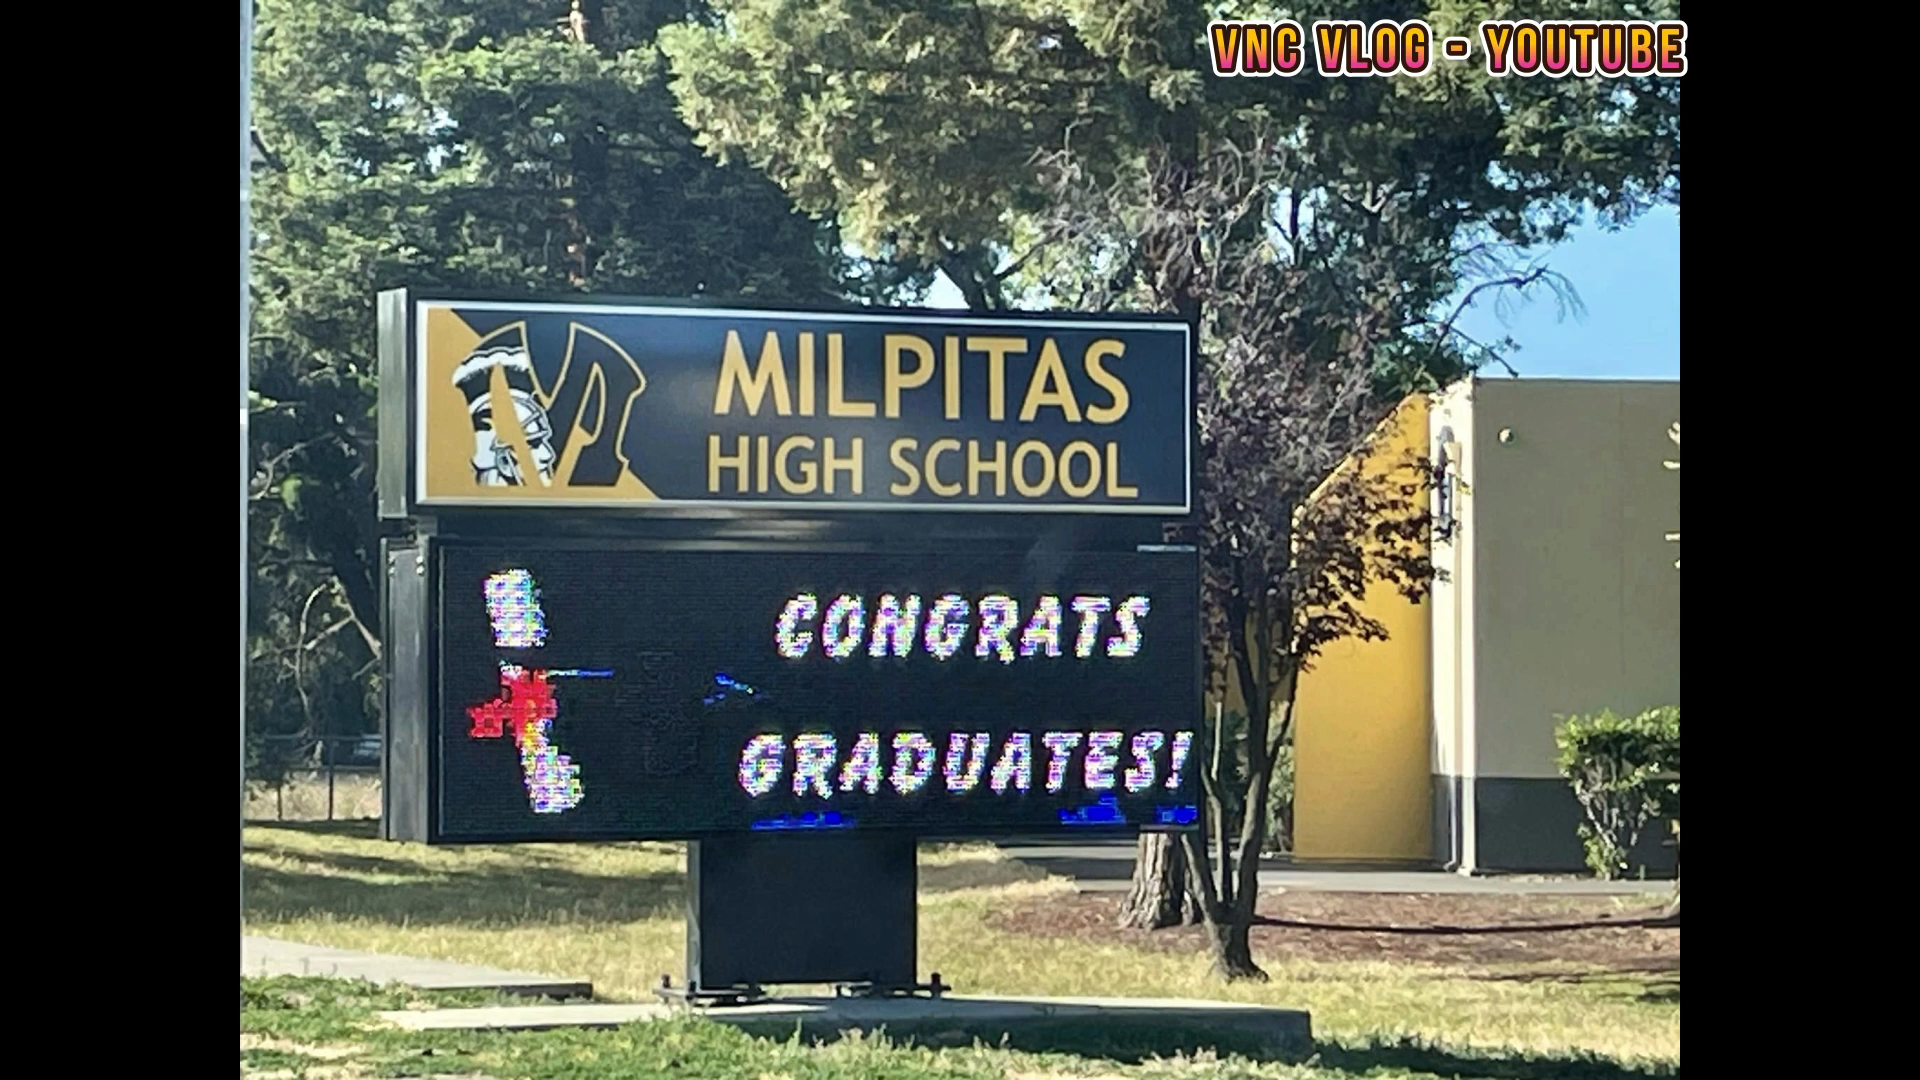 VNC VLOG - YOUTUBE
M
MILPITAS
HIGH SCHOOL
CONGRATS
GRADUATES!